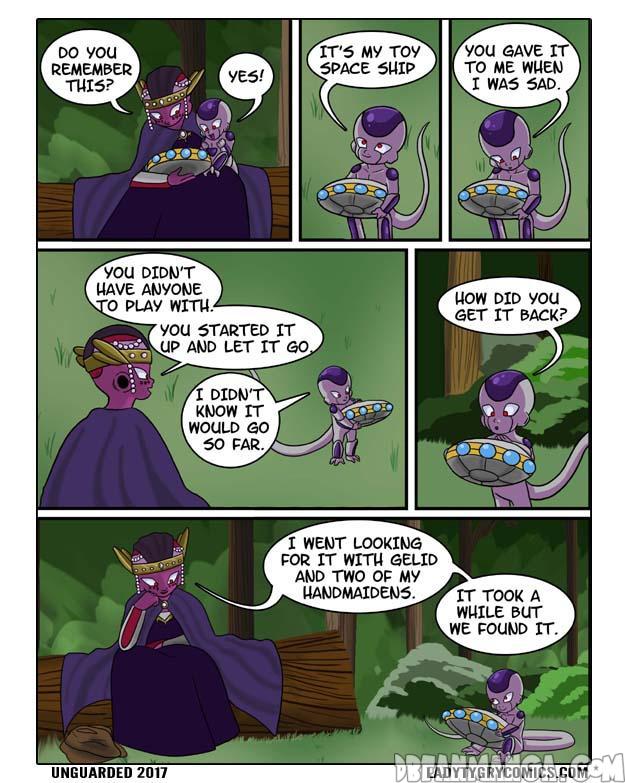 DO YOU
REMEMBER
THIS?
YES!
IT'S MY TOY
SPACE SHIP
YOU GAVE IT
TO ME WHEN
I WAS SAD.
YOU DIDN'T
HAVE ANYONE
TO PLAY WITH.
YOU STARTED IT
UP AND LET IT GO.
I DIDN'T
KNOW IT
WOULD GO
SO FAR.
HOW DID YOU
GET IT BACK?
I WENT LOOKING
FOR IT WITH GELID
AND TWO OF MY
HANDMAIDENS.
IT TOOK A
WHILE BUT
WE FOUND IT.
UNGUARDED 2017
LADYTYGRYCOMICS.COM
DBFANMANGA.COM